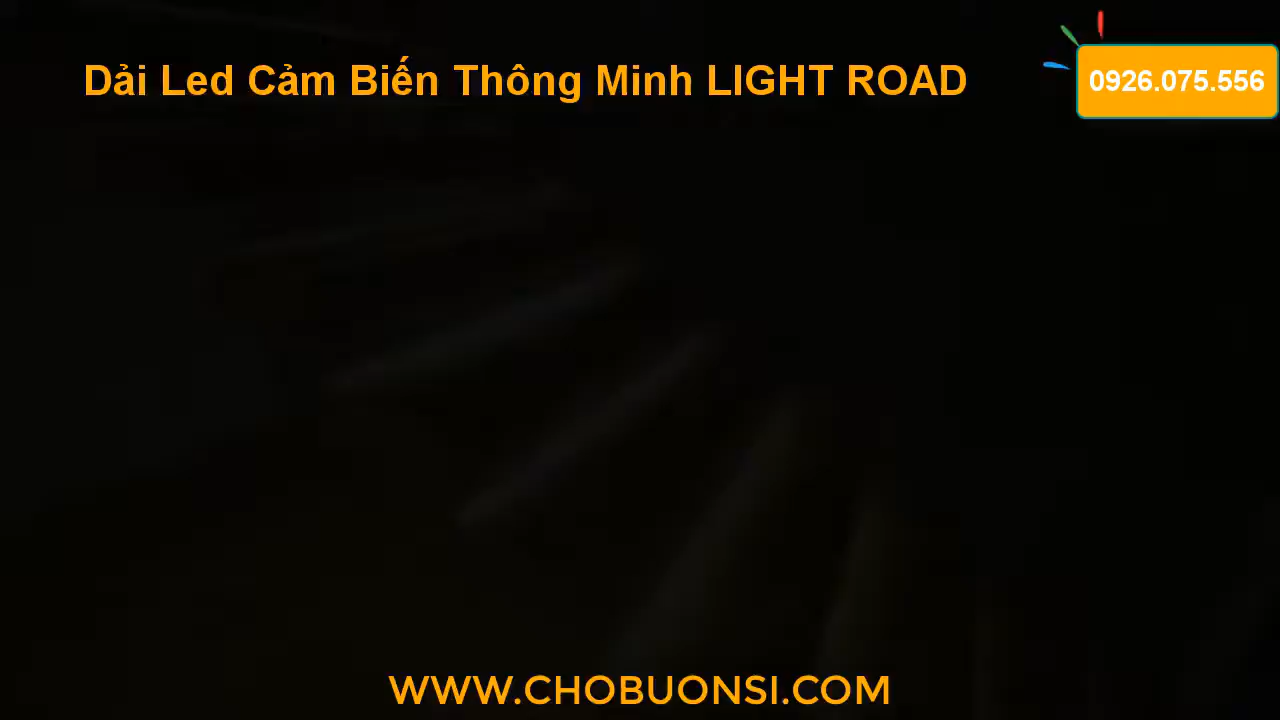 Dải Led Cảm Biến Thông Minh LIGHT ROAD
0926.075.556
WWW.CHOBUONSI.COM